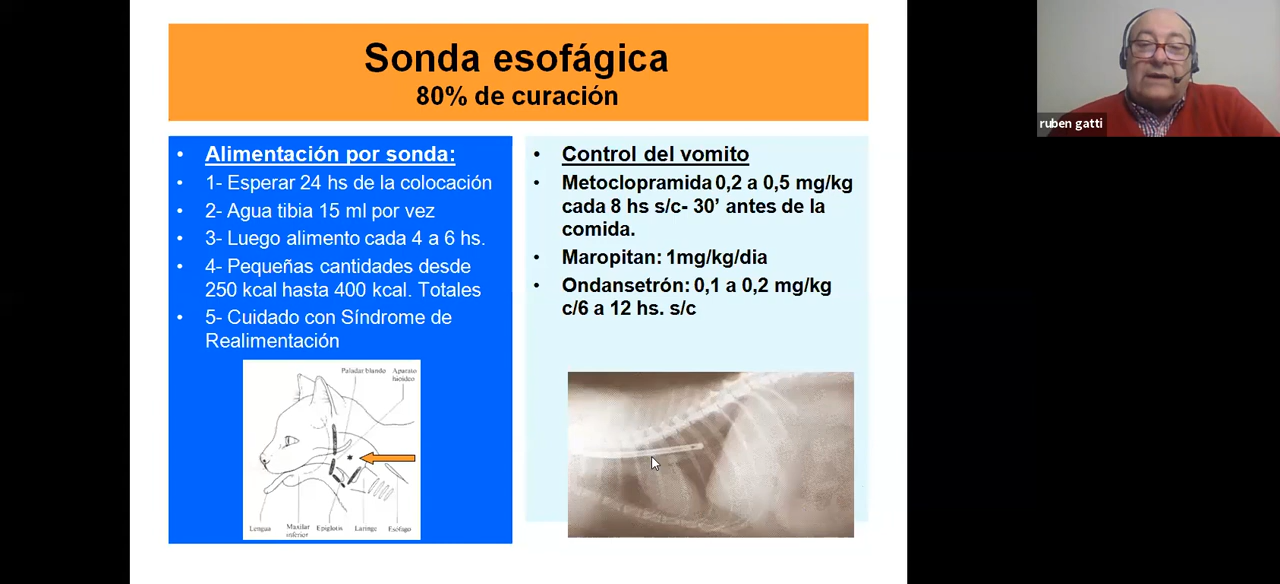 Sonda esofágica
80% de curación
• Alimentación por sonda:
• 1- Esperar 24 hs de la colocación
• 2- Agua tibia 15 ml por vez
• 3- Luego alimento cada 4 a 6 hs.
• 4- Pequeñas cantidades desde
250 kcal hasta 400 kcal. Totales
• 5- Cuidado con Síndrome de
Realimentación
Paladar blando Aparato
hioideo
Lengua Maxilar Epiglotis Laringe Esófago
inferior
• Control del vomito
• Metoclopramida 0,2 a 0,5 mg/kg
cada 8 hs s/c- 30’ antes de la
comida.
• Maropitan: 1mg/kg/dia
• Ondansetrón: 0,1 a 0,2 mg/kg
c/6 a 12 hs. s/c
ruben gatti